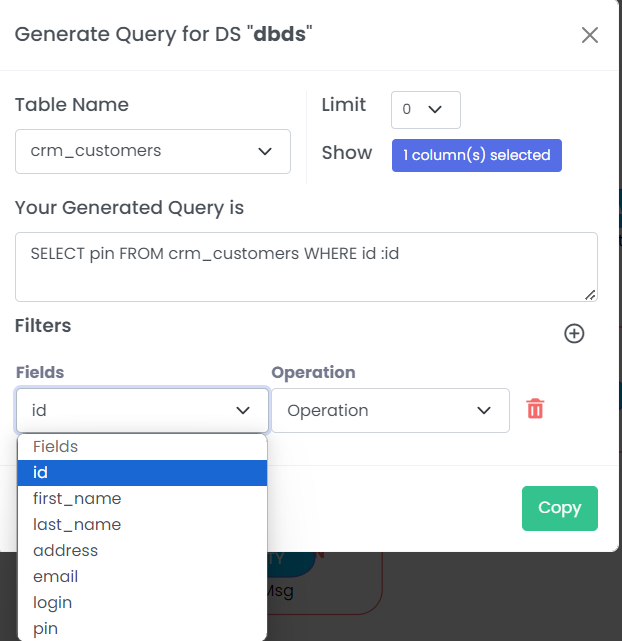 Generate Query for DS "dbds"
Table Name
crm_customers
Limit
0
Show
1 column(s) selected
Your Generated Query is
SELECT pin FROM crm_customers WHERE id :id
Filters
Fields
Operation
id
Operation
Fields
id
first_name
last_name
address
email
login
pin
Copy
Msg